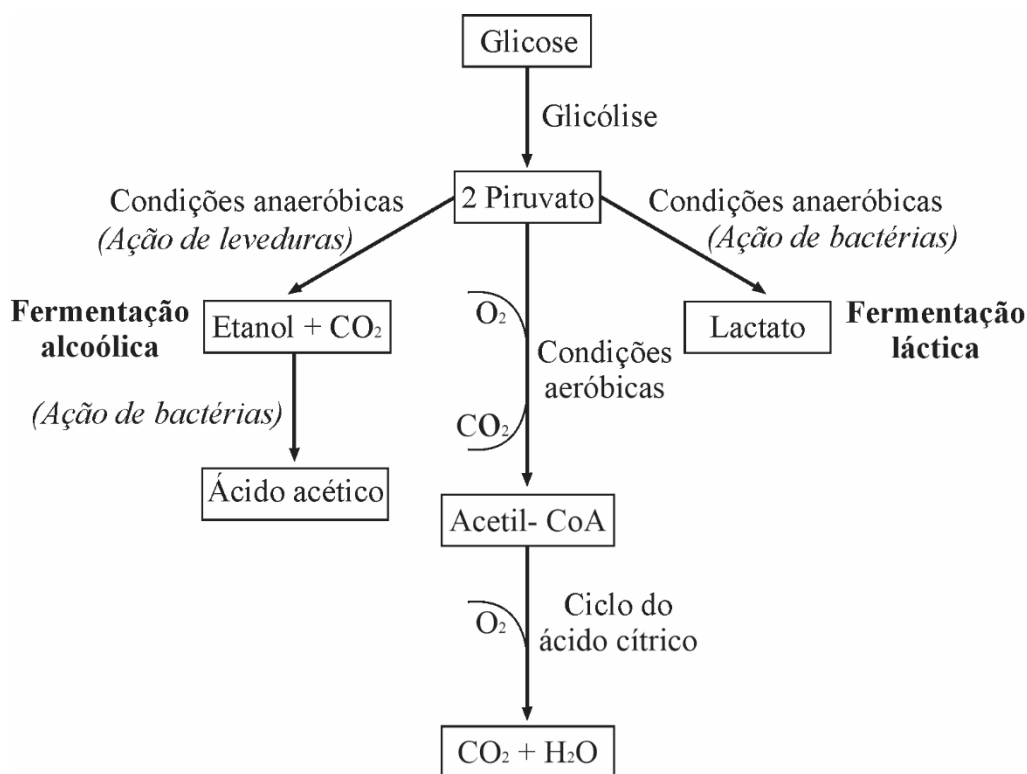 Glicose
Glicólise
2 Piruvato
Condições anaeróbicas
(Ação de leveduras)
Condições anaeróbicas
(Ação de bactérias)
Fermentação
alcoólica
Etanol + CO₂
O₂
Condições
aeróbicas
CO₂
Lactato
Fermentação
láctica
(Ação de bactérias)
Ácido acético
Acetil- CoA
O₂
Ciclo do
ácido cítrico
CO₂ + H₂O